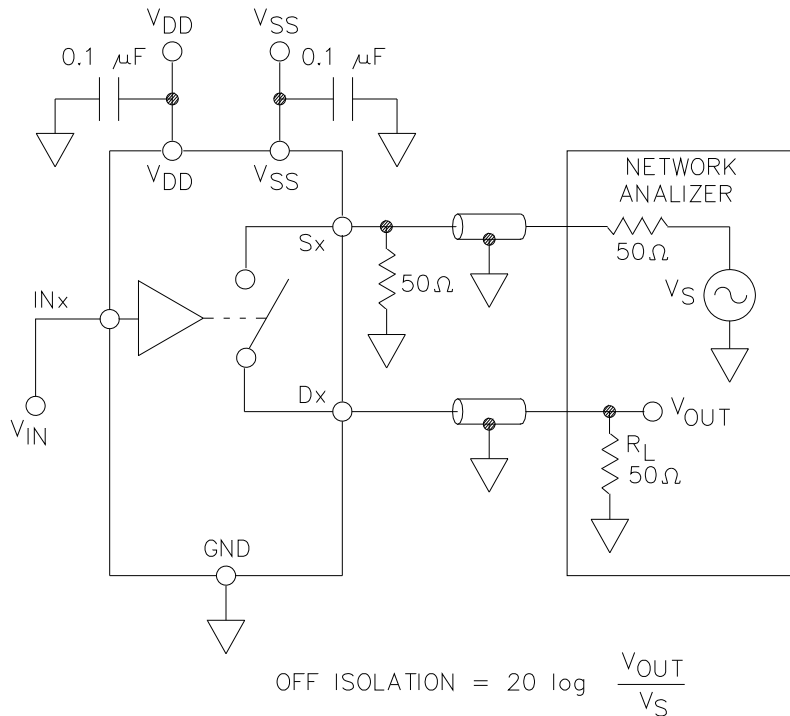 V_DD V_SS
0.1 μF 0.1 μF
V_DD V_SS
NETWORK
ANALIZER
Sx
50Ω
50Ω
INx
V_S
Dx
V_OUT
V_IN
R_L
50Ω
GND
OFF ISOLATION = 20 log V_OUT
V_S